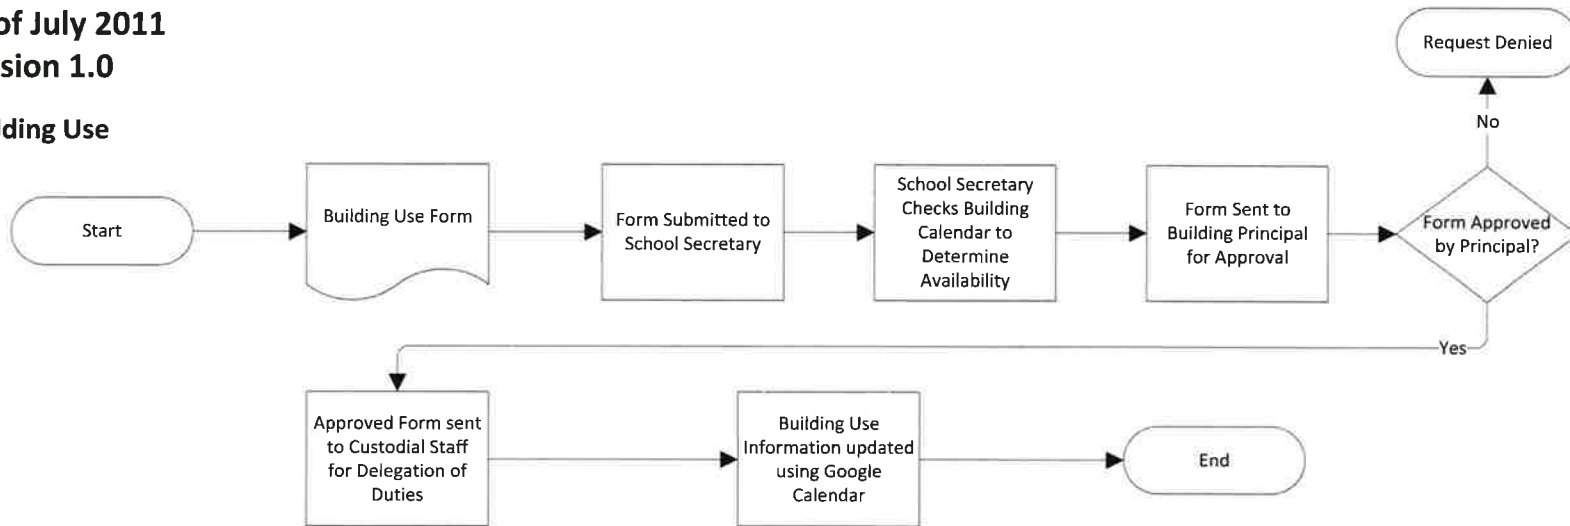 of July 2011
sion 1.0
lding Use
Request Denied
No
Start
Building Use Form
Form Submitted to
School Secretary
School Secretary
Checks Building
Calendar to
Determine
Availability
Form Sent to
Building Principal
for Approval
Form Approved
by Principal?
Yes
Approved Form sent
to Custodial Staff
for Delegation of
Duties
Building Use
Information updated
using Google
Calendar
End